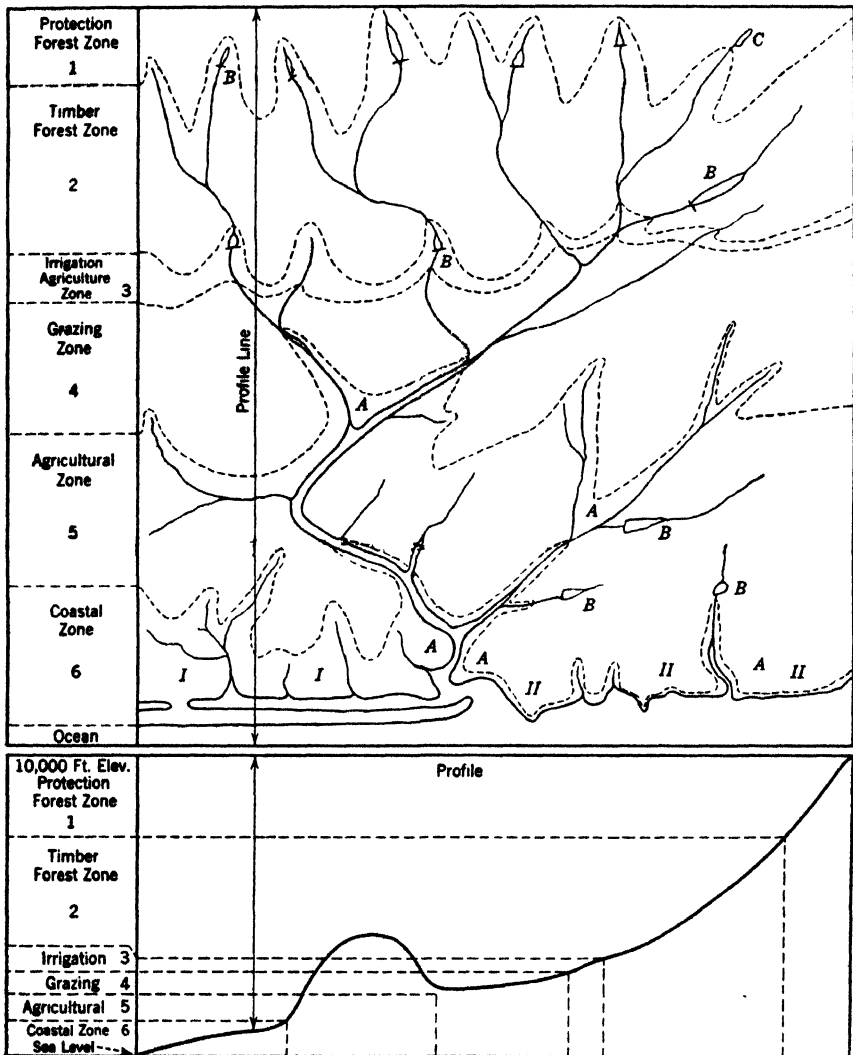 Protection
Forest Zone
1
C
B
Timber
Forest Zone
2
B
Irrigation
Agriculture
Zone 3
B
Grazing
Zone
4
Profile Line
A
Agricultural
Zone
5
A
B
Coastal
Zone
6
B
B
A
A
A
I
I
II
II
II
Ocean
10,000 Ft. Elev.
Protection
Forest Zone
1
Profile
Timber
Forest Zone
2
Irrigation 3
Grazing 4
Agricultural 5
Coastal Zone 6
Sea Level